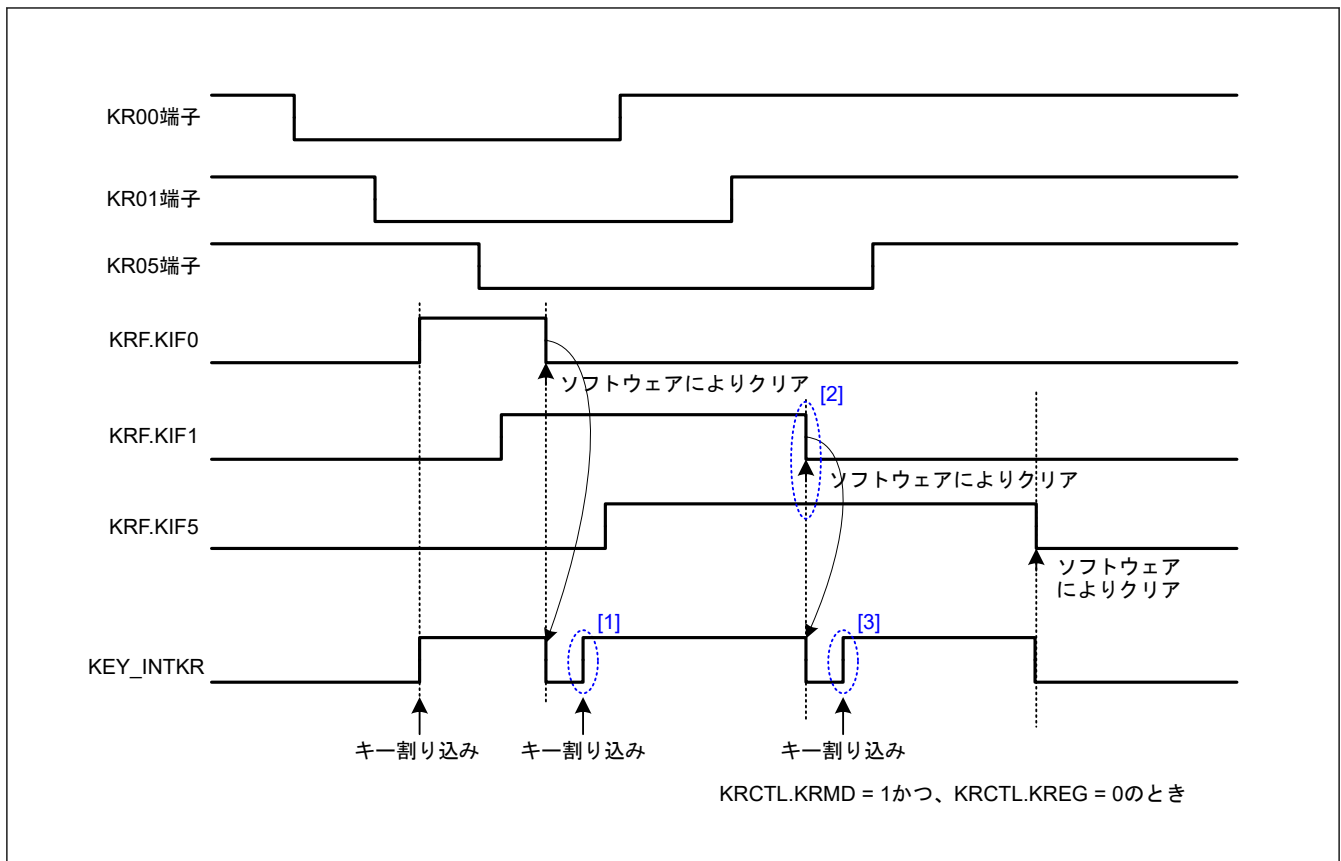 KR00端子
KR01端子
KR05端子
KRF.KIF0
ソフトウェアによりクリア
[2]
KRF.KIF1
ソフトウェアによりクリア
KRF.KIF5
ソフトウェア
によりクリア
[1]
[3]
KEY_INTKR
キー割り込み
キー割り込み
キー割り込み
KRCTL.KRMD = 1かつ、KRCTL.KREG = 0のとき